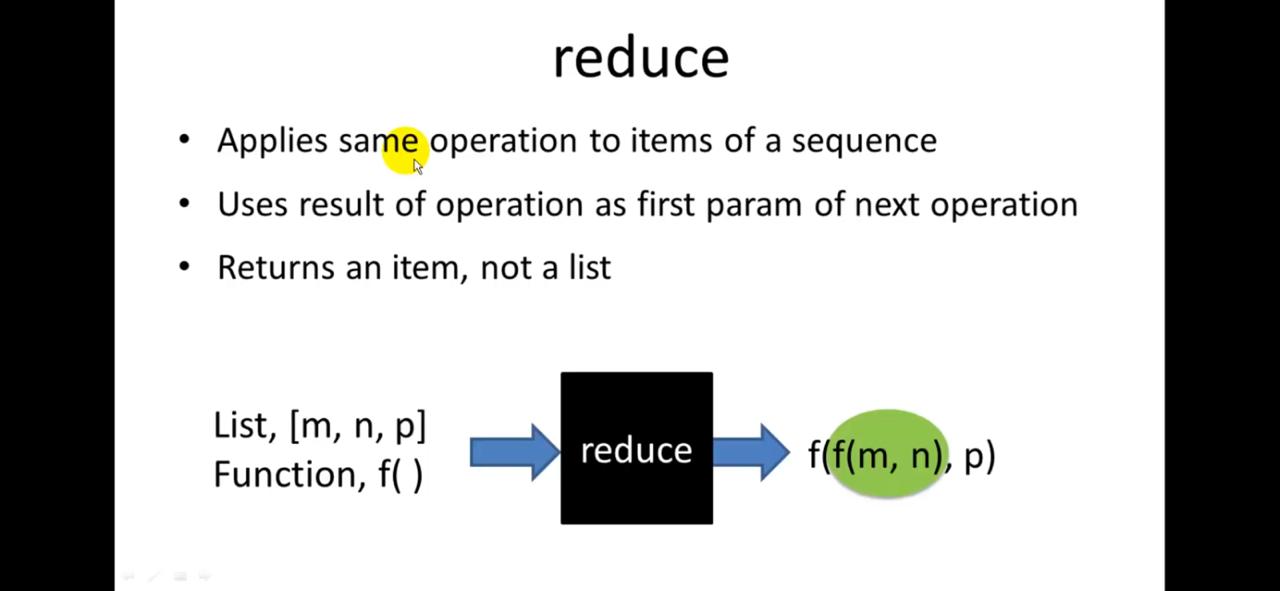 reduce
• Applies same operation to items of a sequence
• Uses result of operation as first param of next operation
• Returns an item, not a list
List, [m, n, p]
Function, f( )
reduce
f(f(m, n), p)